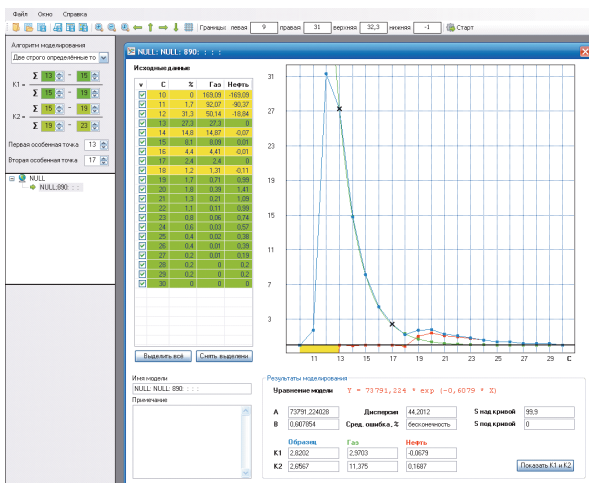 Файл Окно Справка
Границы левая 9 правая 31 верхняя 32,3 нижняя -1 Старт
Алгоритм моделирования
Две строго определённые то
K1 =
Σ 13 - 15
Σ 15 - 19
K2 =
Σ 15 - 19
Σ 19 - 23
Первая особенная точка 13
Вторая особенная точка 17
NULL
NULL:890: : : :
NULL: NULL: 890: : : :
Исходные данные
v C % Газ Нефть
10 0 169,09 -169,09
11 1,7 92,07 -90,37
12 31,3 50,14 -18,84
13 27,3 27,3 0
14 14,8 14,87 -0,07
15 8,1 8,09 0,01
16 4,4 4,41 -0,01
17 2,4 2,4 0
18 1,2 1,31 -0,11
19 1,7 0,71 0,99
20 1,8 0,39 1,41
21 1,3 0,21 1,09
22 1,1 0,11 0,99
23 0,8 0,06 0,74
24 0,6 0,03 0,57
25 0,4 0,02 0,38
26 0,4 0,01 0,39
27 0,2 0,01 0,19
28 0,2 0 0,2
29 0,2 0 0,2
30 0 0 0
Выделить всё Снять выделени
31
27
23
19
15
11
7
3
11 13 15 17 19 21 23 25 27 29 C
Имя модели
NULL: NULL: 890: : : :
Примечание
Результаты моделирования
Уравнение модели Y = 73791,224 * exp (-0,6079 * X)
A 73791,224028 Дисперсия 44,2012 S над кривой 99,9
B 0,607854 Сред. ошибка, % бесконечность S под кривой 0
Образец Газ Нефть
K1 2,8202 2,9703 -0,0679
K2 2,6567 11,375 0,1687
Показать K1 и K2